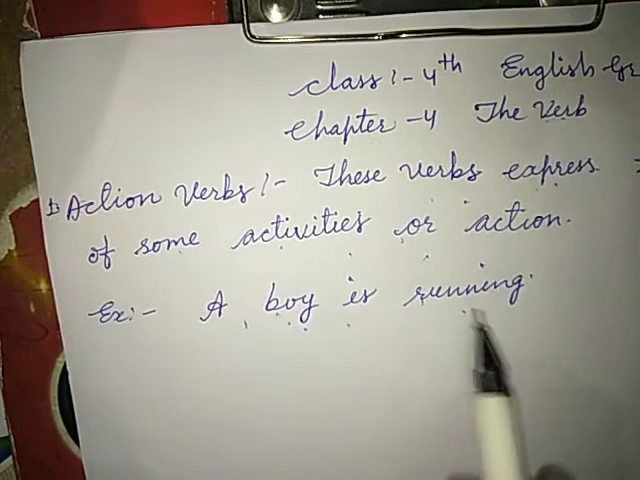 Class :- 4th English Gr
Chapter - 4 The Verb
1) Action Verbs :- These verbs express
of some activities or action.
Ex:- A boy is running.